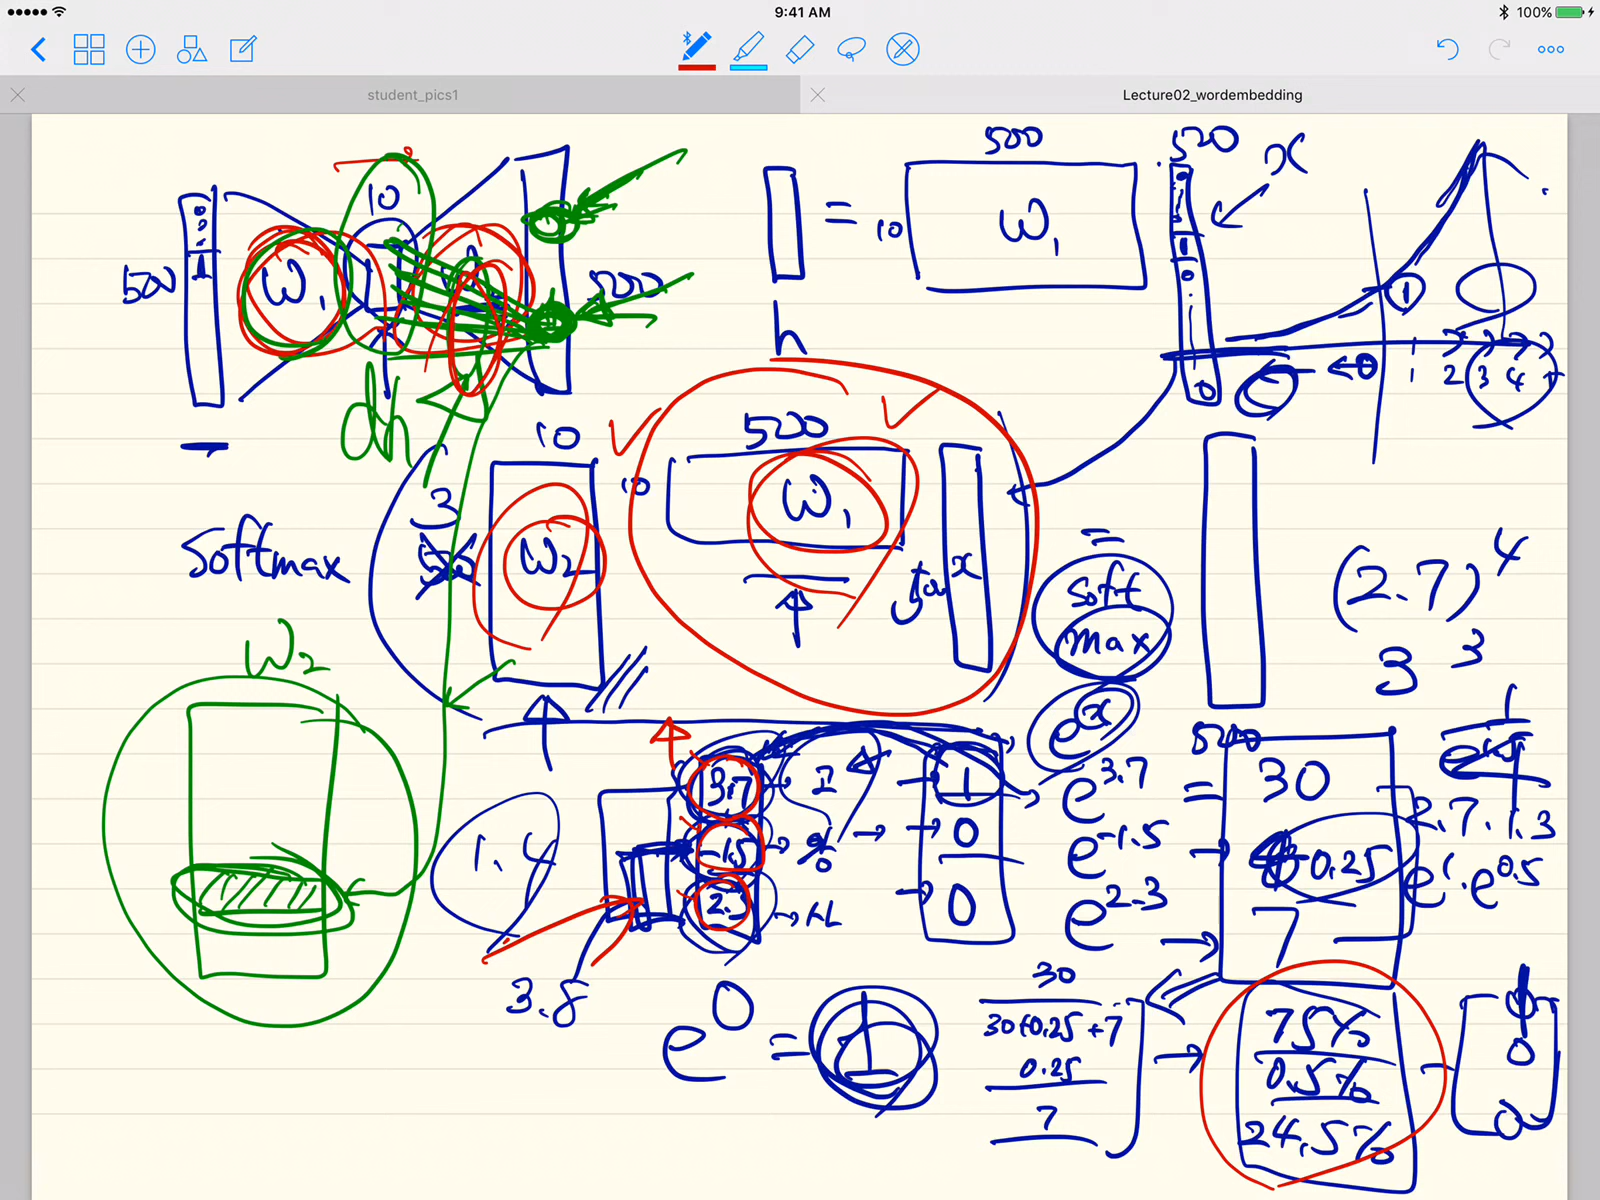 9:41 AM
100%
student_pics1
Lecture02_wordembedding
500
10
W1
500
h
=
10
500
W1
520
x
1
0
1 2 3 4
dh
10
3
W2
500
10
W1
x
Softmax
=
soft
max
e^x
(2.7)^4
3^3
W2
1.4
3.7
-1.5
2.3
I
1
0
0
e^3.7
=
30
e^-1.5
0.25
e^2.3
7
2.7.1.3
e^1.e^0.5
3.8
e^0 = 1
30
30+0.25+7
0.25
7
75%
0.5%
24.5%
0
0